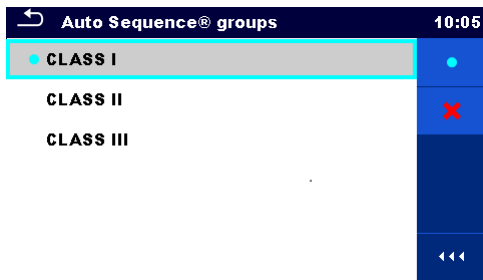 Auto Sequence® groups 10:05
CLASS I
CLASS II
CLASS III